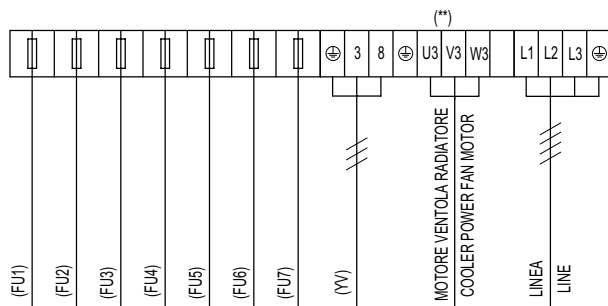 (**)
3 8 U3 V3 W3 L1 L2 L3
(FU1)
(FU2)
(FU3)
(FU4)
(FU5)
(FU6)
(FU7)
(YV)
MOTORE VENTOLA RADIATORE
COOLER POWER FAN MOTOR
LINEA
LINE